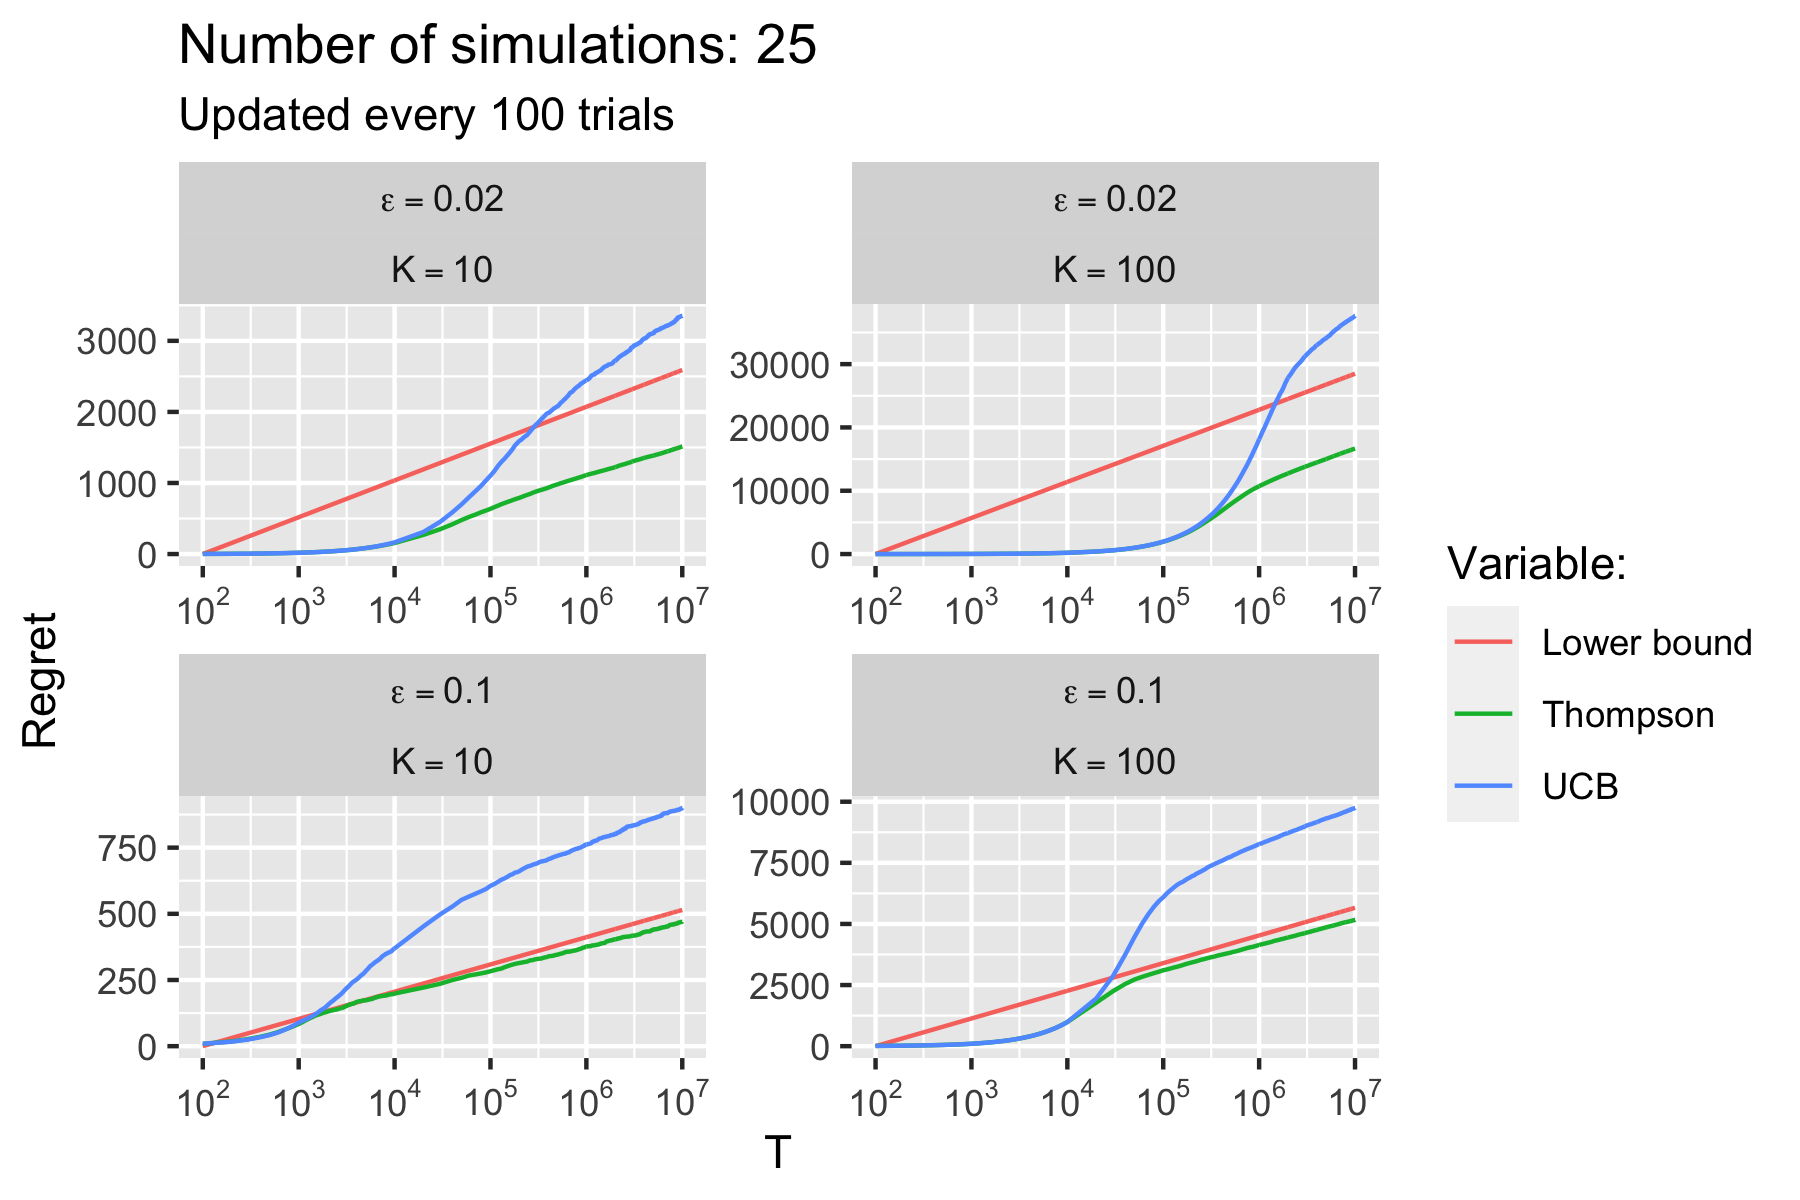 Number of simulations: 25
Updated every 100 trials
ε = 0.02
K = 10
3000
2000
1000
0
10²
10³
10⁴
10⁵
10⁶
10⁷
ε = 0.02
K = 100
30000
20000
10000
0
10²
10³
10⁴
10⁵
10⁶
10⁷
ε = 0.1
K = 10
750
500
250
0
10²
10³
10⁴
10⁵
10⁶
10⁷
ε = 0.1
K = 100
10000
7500
5000
2500
0
10²
10³
10⁴
10⁵
10⁶
10⁷
Regret
T
Variable:
Lower bound
Thompson
UCB